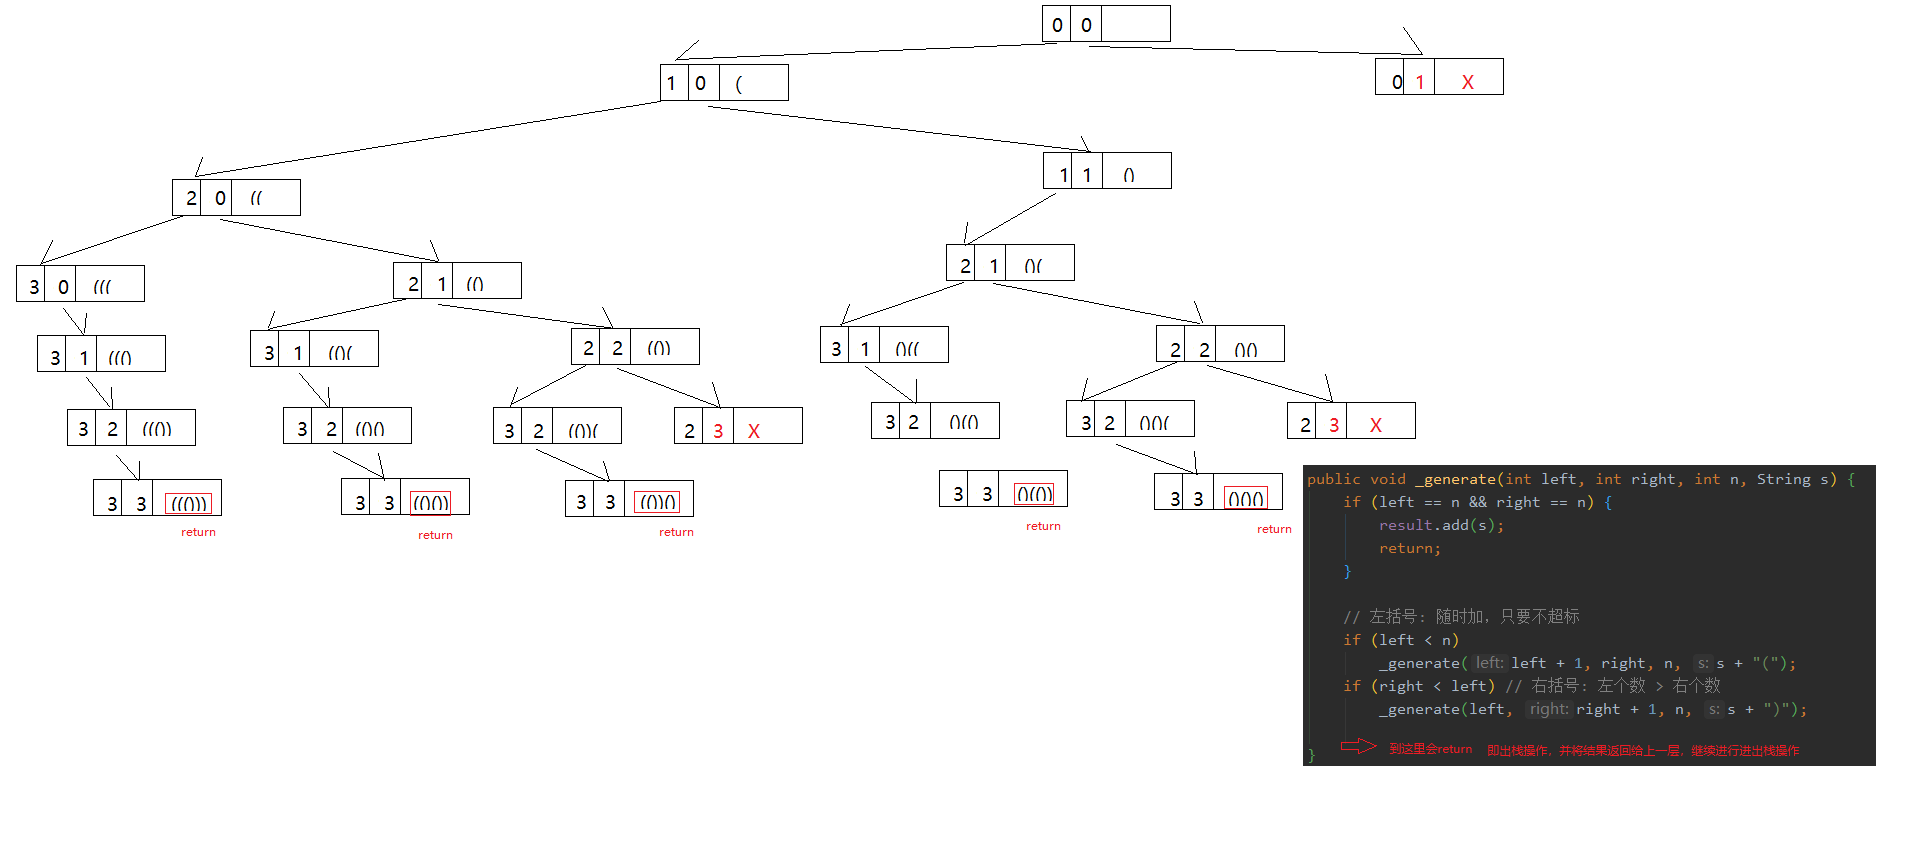 0 0
1 0 (
0 1 X
2 0 ((
1 1 ()
3 0 (((
2 1 (()
2 1 ()(
3 1 ((()
3 1 (()(
2 2 (())
3 1 ()((
2 2 ()()
3 2 ((())
3 2 (()()
3 2 (())(
2 3 X
3 2 ()(()
3 2 ()()(
2 3 X
3 3 ((()))
3 3 (()())
3 3 (())()
3 3 ()(())
3 3 ()()()
return
return
return
return
return
public void _generate(int left, int right, int n, String s) {
if (left == n && right == n) {
result.add(s);
return;
}
// 左括号: 随时加, 只要不超标
if (left < n)
_generate( left: left + 1, right, n, s: s + "(");
if (right < left) // 右括号: 左个数 > 右个数
_generate(left, right: right + 1, n, s: s + ")");
到这里会return 即出栈操作，并将结果返回给上一层，继续进行进出栈操作
}